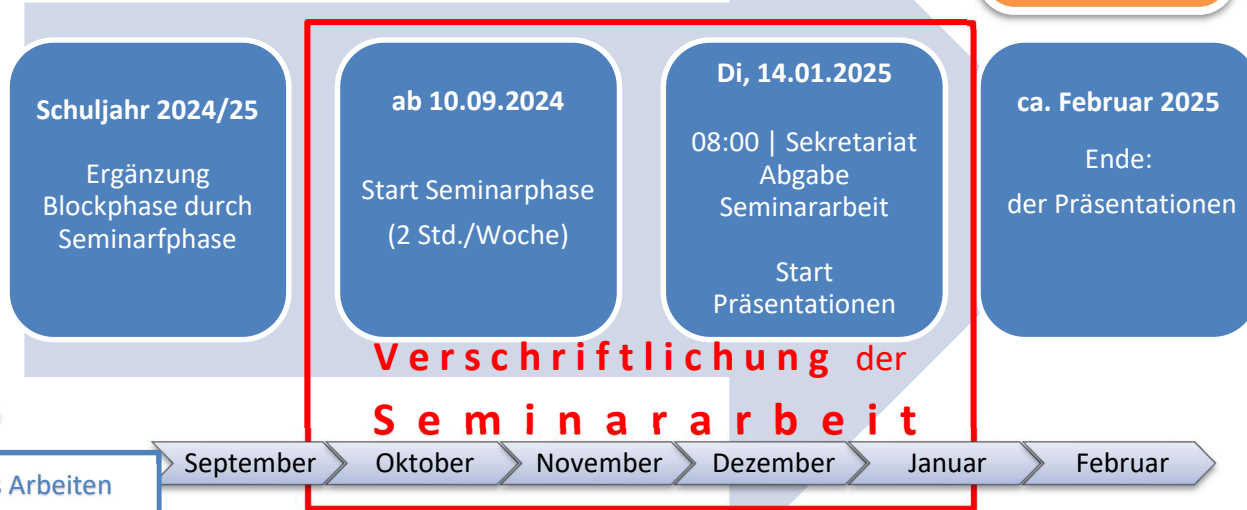 Schuljahr 2024/25
Ergänzung
Blockphase durch
Seminarfphase
ab 10.09.2024
Start Seminarphase
(2 Std./Woche)
Di, 14.01.2025
08:00 | Sekretariat
Abgabe
Seminararbeit
Start
Präsentationen
ca. Februar 2025
Ende:
der Präsentationen
Verschriftlichung der
Seminararbeit
September Oktober November Dezember Januar Februar
s Arbeiten